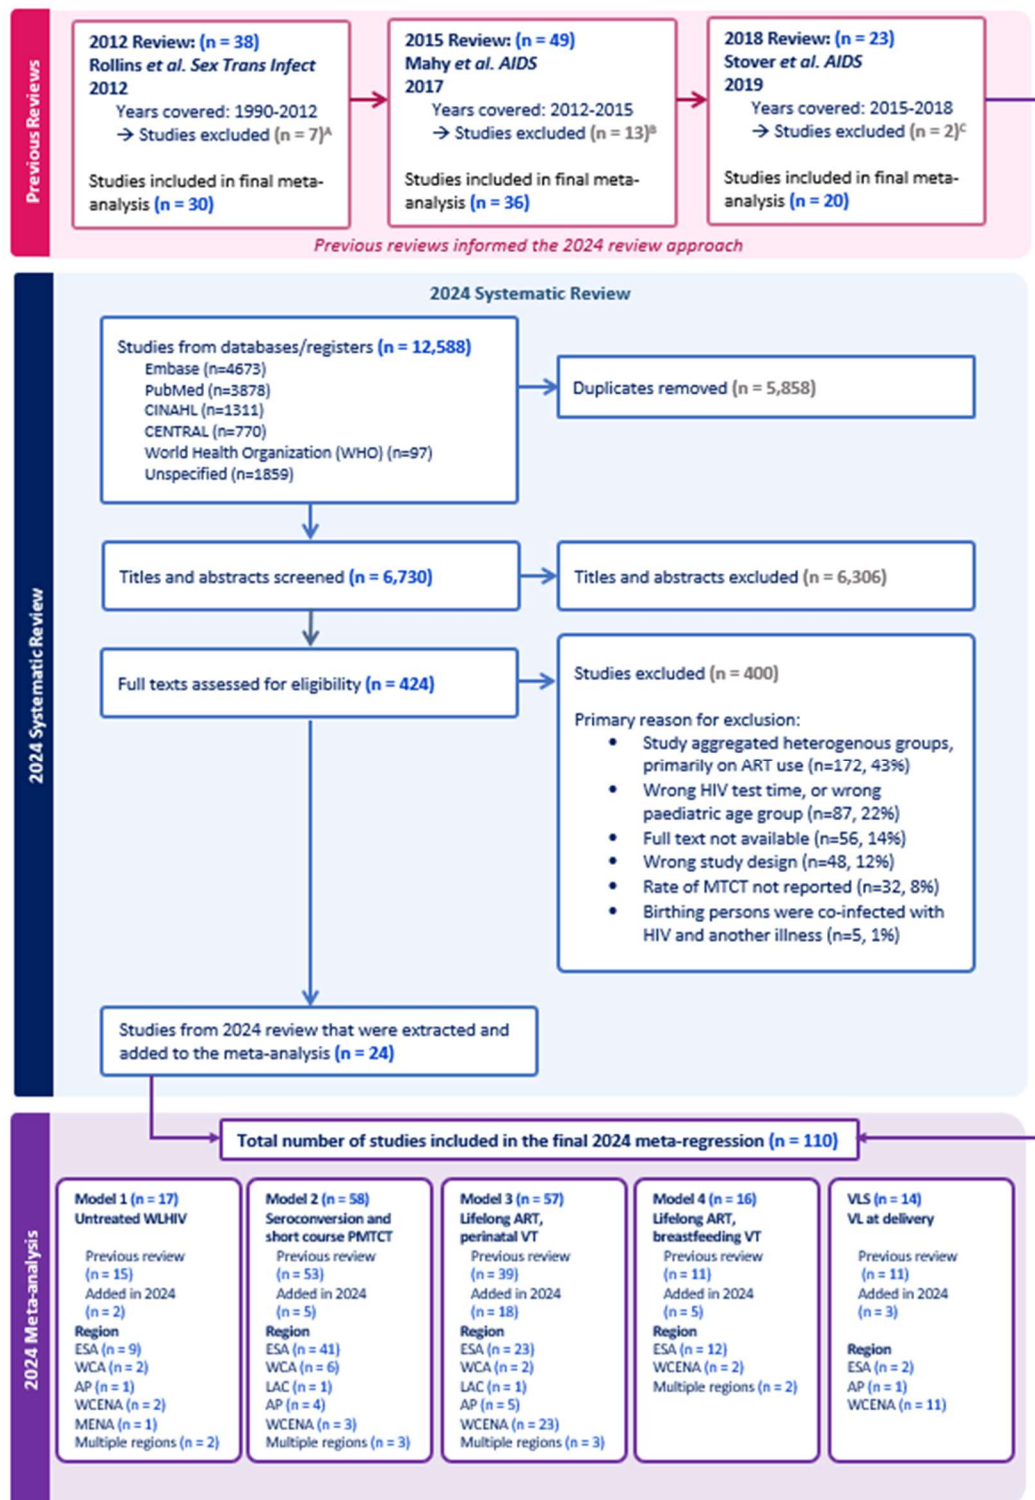 Previous Reviews
2012 Review: (n = 38)
Rollins et al. Sex Trans Infect
2012
Years covered: 1990-2012
→ Studies excluded (n = 7)ᴬ
Studies included in final meta-
analysis (n = 30)
2015 Review: (n = 49)
Mahy et al. AIDS
2017
Years covered: 2012-2015
→ Studies excluded (n = 13)ᴮ
Studies included in final meta-
analysis (n = 36)
2018 Review: (n = 23)
Stover et al. AIDS
2019
Years covered: 2015-2018
→ Studies excluded (n = 2)ᶜ
Studies included in final meta-
analysis (n = 20)
Previous reviews informed the 2024 review approach
2024 Systematic Review
2024 Systematic Review
Studies from databases/registers (n = 12,588)
Embase (n=4673)
PubMed (n=3878)
CINAHL (n=1311)
CENTRAL (n=770)
World Health Organization (WHO) (n=97)
Unspecified (n=1859)
Duplicates removed (n = 5,858)
Titles and abstracts screened (n = 6,730)
Titles and abstracts excluded (n = 6,306)
Full texts assessed for eligibility (n = 424)
Studies excluded (n = 400)
Primary reason for exclusion:
• Study aggregated heterogenous groups,
primarily on ART use (n=172, 43%)
• Wrong HIV test time, or wrong
paediatric age group (n=87, 22%)
• Full text not available (n=56, 14%)
• Wrong study design (n=48, 12%)
• Rate of MTCT not reported (n=32, 8%)
• Birthing persons were co-infected with
HIV and another illness (n=5, 1%)
Studies from 2024 review that were extracted and
added to the meta-analysis (n = 24)
2024 Meta-analysis
Total number of studies included in the final 2024 meta-regression (n = 110)
Model 1 (n = 17)
Untreated WLHIV
Previous review
(n = 15)
Added in 2024
(n = 2)
Region
ESA (n = 9)
WCA (n = 2)
AP (n = 1)
WCENA (n = 2)
MENA (n = 1)
Multiple regions (n = 2)
Model 2 (n = 58)
Seroconversion and
short course PMTCT
Previous review
(n = 53)
Added in 2024
(n = 5)
Region
ESA (n = 41)
WCA (n = 6)
LAC (n = 1)
AP (n = 4)
WCENA (n = 3)
Multiple regions (n = 3)
Model 3 (n = 57)
Lifelong ART,
perinatal VT
Previous review
(n = 39)
Added in 2024
(n = 18)
Region
ESA (n = 23)
WCA (n = 2)
LAC (n = 1)
AP (n = 5)
WCENA (n = 23)
Multiple regions (n = 3)
Model 4 (n = 16)
Lifelong ART,
breastfeeding VT
Previous review
(n = 11)
Added in 2024
(n = 5)
Region
ESA (n = 12)
WCENA (n = 2)
Multiple regions (n = 2)
VLS (n = 14)
VL at delivery
Previous review
(n = 11)
Added in 2024
(n = 3)
Region
ESA (n = 2)
AP (n = 1)
WCENA (n = 11)